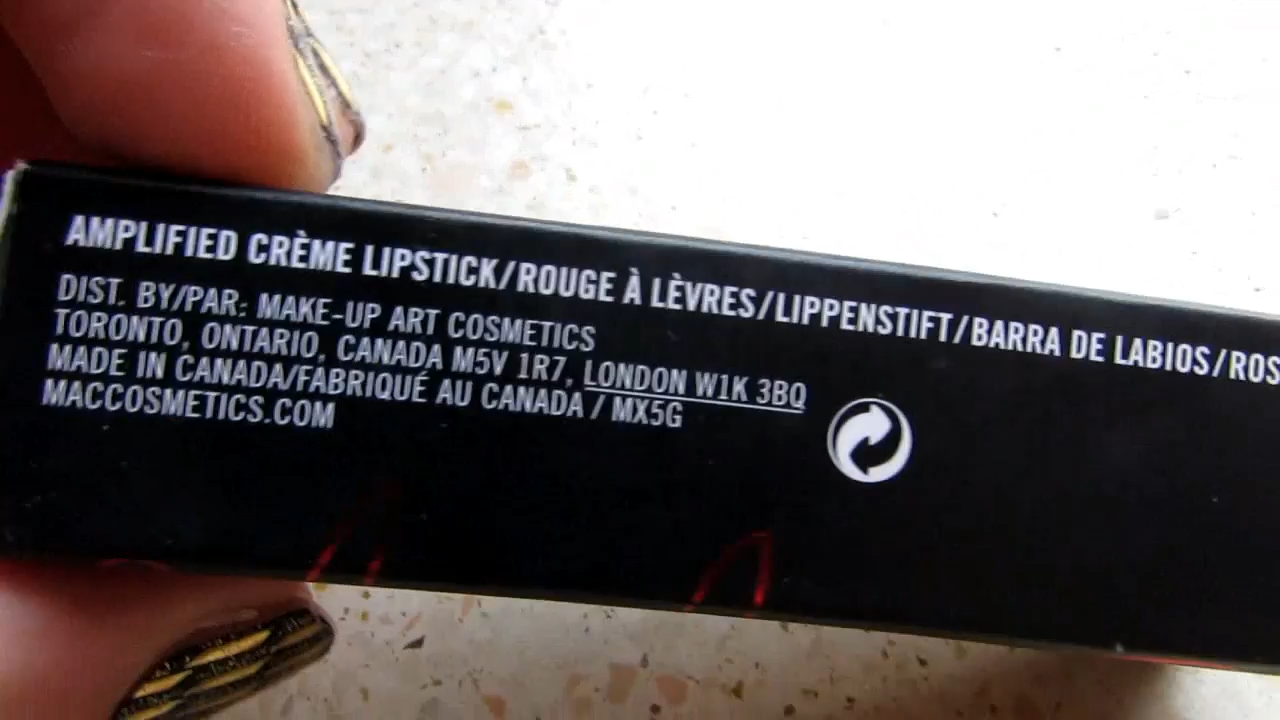 AMPLIFIED CRÈME LIPSTICK/ROUGE À LÈVRES/LIPPENSTIFT/BARRA DE LABIOS/ROS
DIST. BY/PAR: MAKE-UP ART COSMETICS
TORONTO, ONTARIO, CANADA M5V 1R7, LONDON W1K 3BQ
MADE IN CANADA/FABRIQUÉ AU CANADA / MX5G
MACCOSMETICS.COM